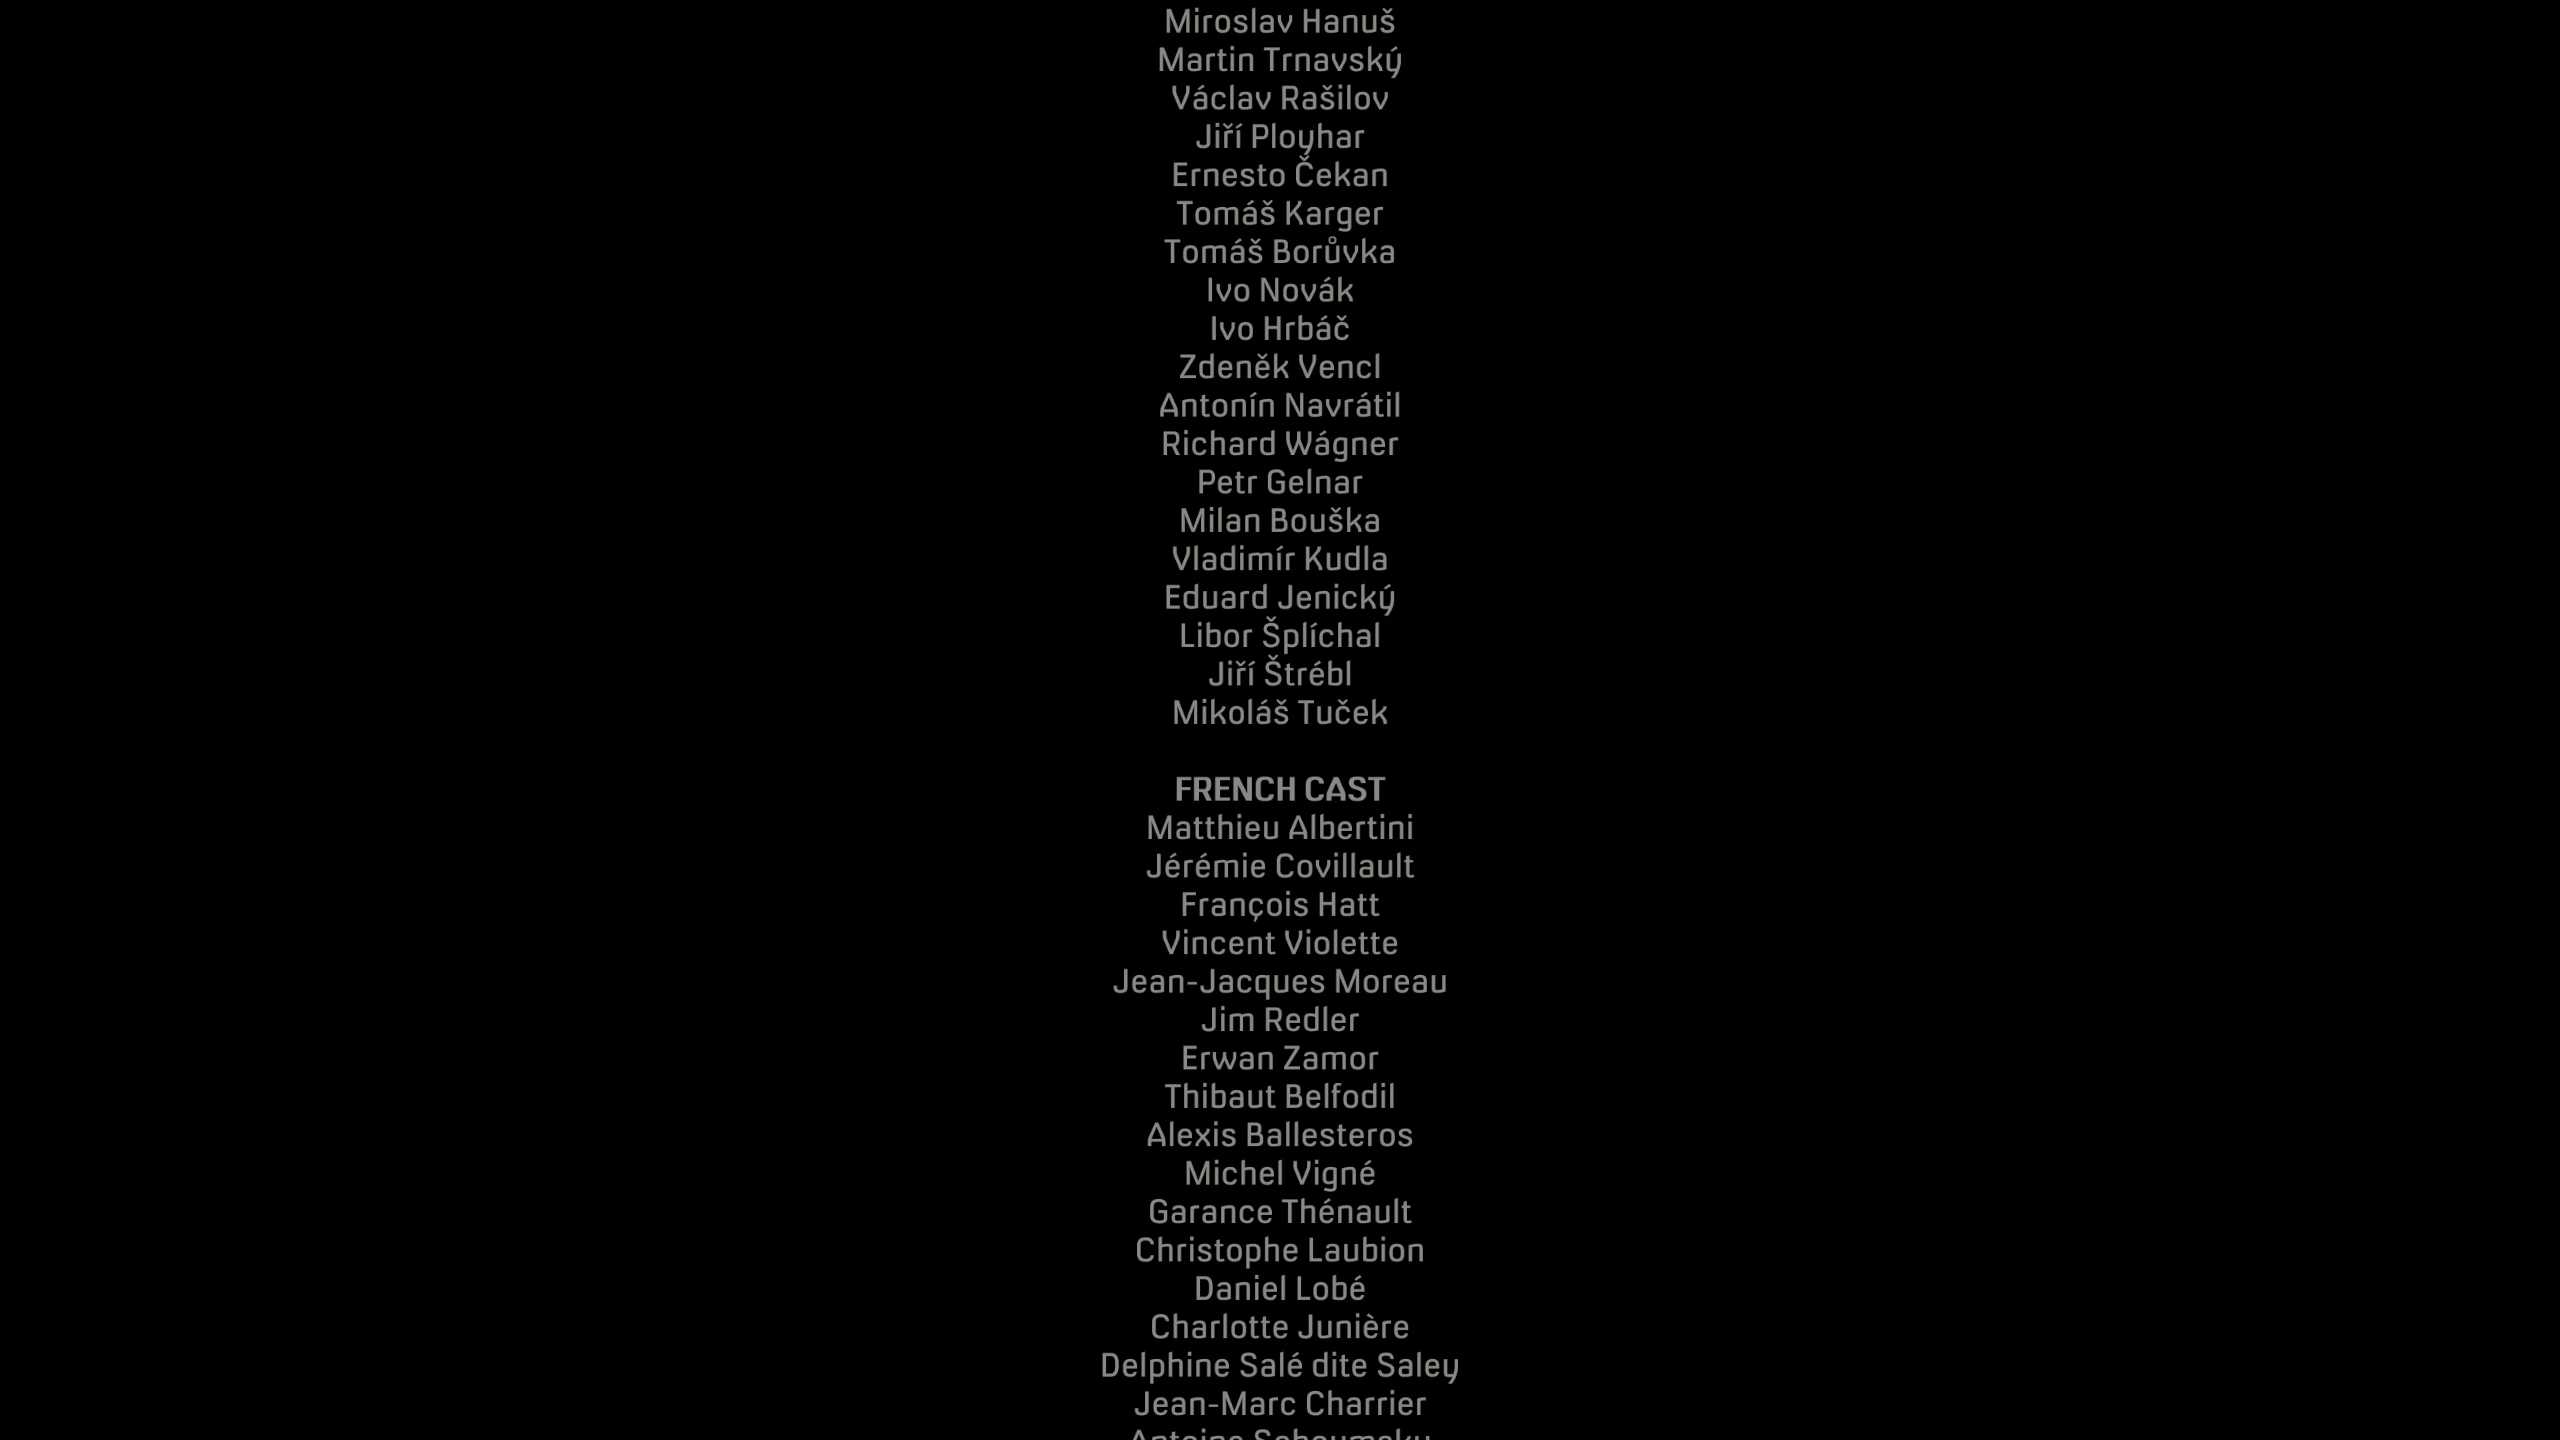 Miroslav Hanuš
Martin Trnavský
Václav Rašilov
Jiří Ployhar
Ernesto Čekan
Tomáš Karger
Tomáš Borůvka
Ivo Novák
Ivo Hrbáč
Zdeněk Vencl
Antonín Navrátil
Richard Wágner
Petr Gelnar
Milan Bouška
Vladimír Kudla
Eduard Jenický
Libor Šplíchal
Jiří Štrébl
Mikoláš Tuček
FRENCH CAST
Matthieu Albertini
Jérémie Covillault
François Hatt
Vincent Violette
Jean-Jacques Moreau
Jim Redler
Erwan Zamor
Thibaut Belfodil
Alexis Ballesteros
Michel Vigné
Garance Thénault
Christophe Laubion
Daniel Lobé
Charlotte Junière
Delphine Salé dite Saley
Jean-Marc Charrier
Antoine